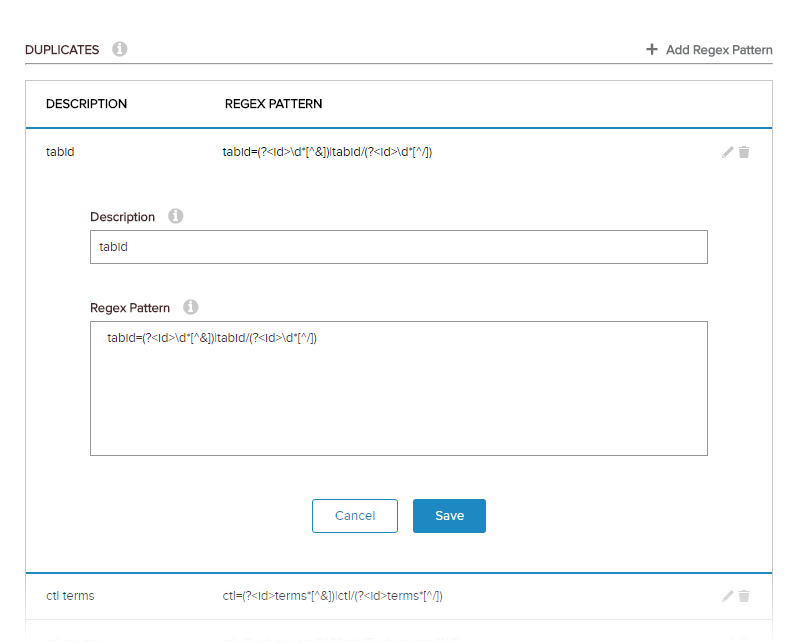 DUPLICATES
+ Add Regex Pattern
DESCRIPTION REGEX PATTERN
tabid tabid=(?<id>\d*[^&])|tabid/(?<id>\d*[^/])
Description
tabid
Regex Pattern
tabid=(?<id>\d*[^&])|tabid/(?<id>\d*[^/])
Cancel Save
ctl terms ctl=(?<id>terms*[^&])|ctl/(?<id>terms*[^/])